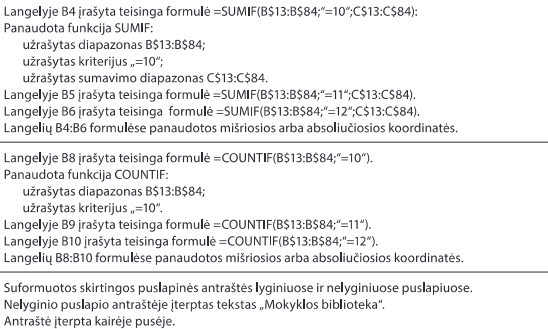 Langelyje B4 įrašyta teisinga formulė =SUMIF(B$13:B$84;“=10“;C$13:C$84):
Panaudota funkcija SUMIF:
užrašytas diapazonas B$13:B$84;
užrašytas kriterijus „=10“;
užrašytas sumavimo diapazonas C$13:C$84.
Langelyje B5 įrašyta teisinga formulė =SUMIF(B$13:B$84;“=11“;C$13:C$84).
Langelyje B6 įrašyta teisinga formulė =SUMIF(B$13:B$84;“=12“;C$13:C$84).
Langelių B4:B6 formulėse panaudotos mišriosios arba absoliučiosios koordinatės.
Langelyje B8 įrašyta teisinga formulė =COUNTIF(B$13:B$84;“=10“).
Panaudota funkcija COUNTIF:
užrašytas diapazonas B$13:B$84;
užrašytas kriterijus „=10“.
Langelyje B9 įrašyta teisinga formulė =COUNTIF(B$13:B$84;“=11“).
Langelyje B10 įrašyta teisinga formulė =COUNTIF(B$13:B$84;“=12“).
Langelių B8:B10 formulėse panaudotos mišriosios arba absoliučiosios koordinatės.
Suformuotos skirtingos puslapinės antraštės lyginiuose ir nelyginiuose puslapiuose.
Nelyginio puslapio antraštėje įterptas tekstas „Mokyklos biblioteka“.
Antraštė įterpta kairėje pusėje.